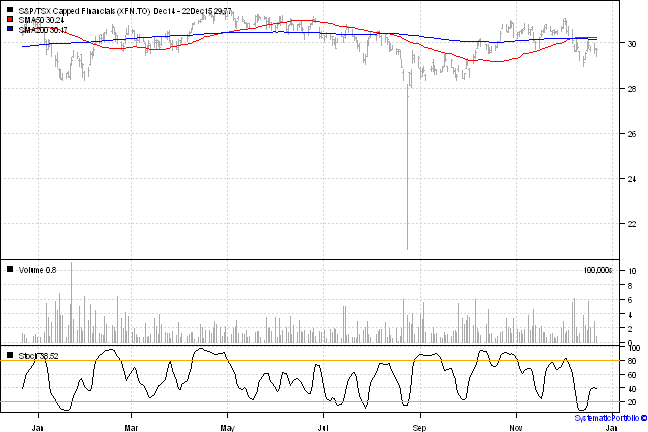 S&P/TSX Capped Financials (XFN.TO) Dec14 - 22Dec15 29.77
SMA50 30.24
SMA200 30.17
30
28
26
24
22
Volume 0.8
100,000s
10
8
6
4
2
0
Stoch 38.52
100
80
60
40
20
Jan
Mar
May
Jul
Sep
Nov
Jan
SystematicPortfolio ©